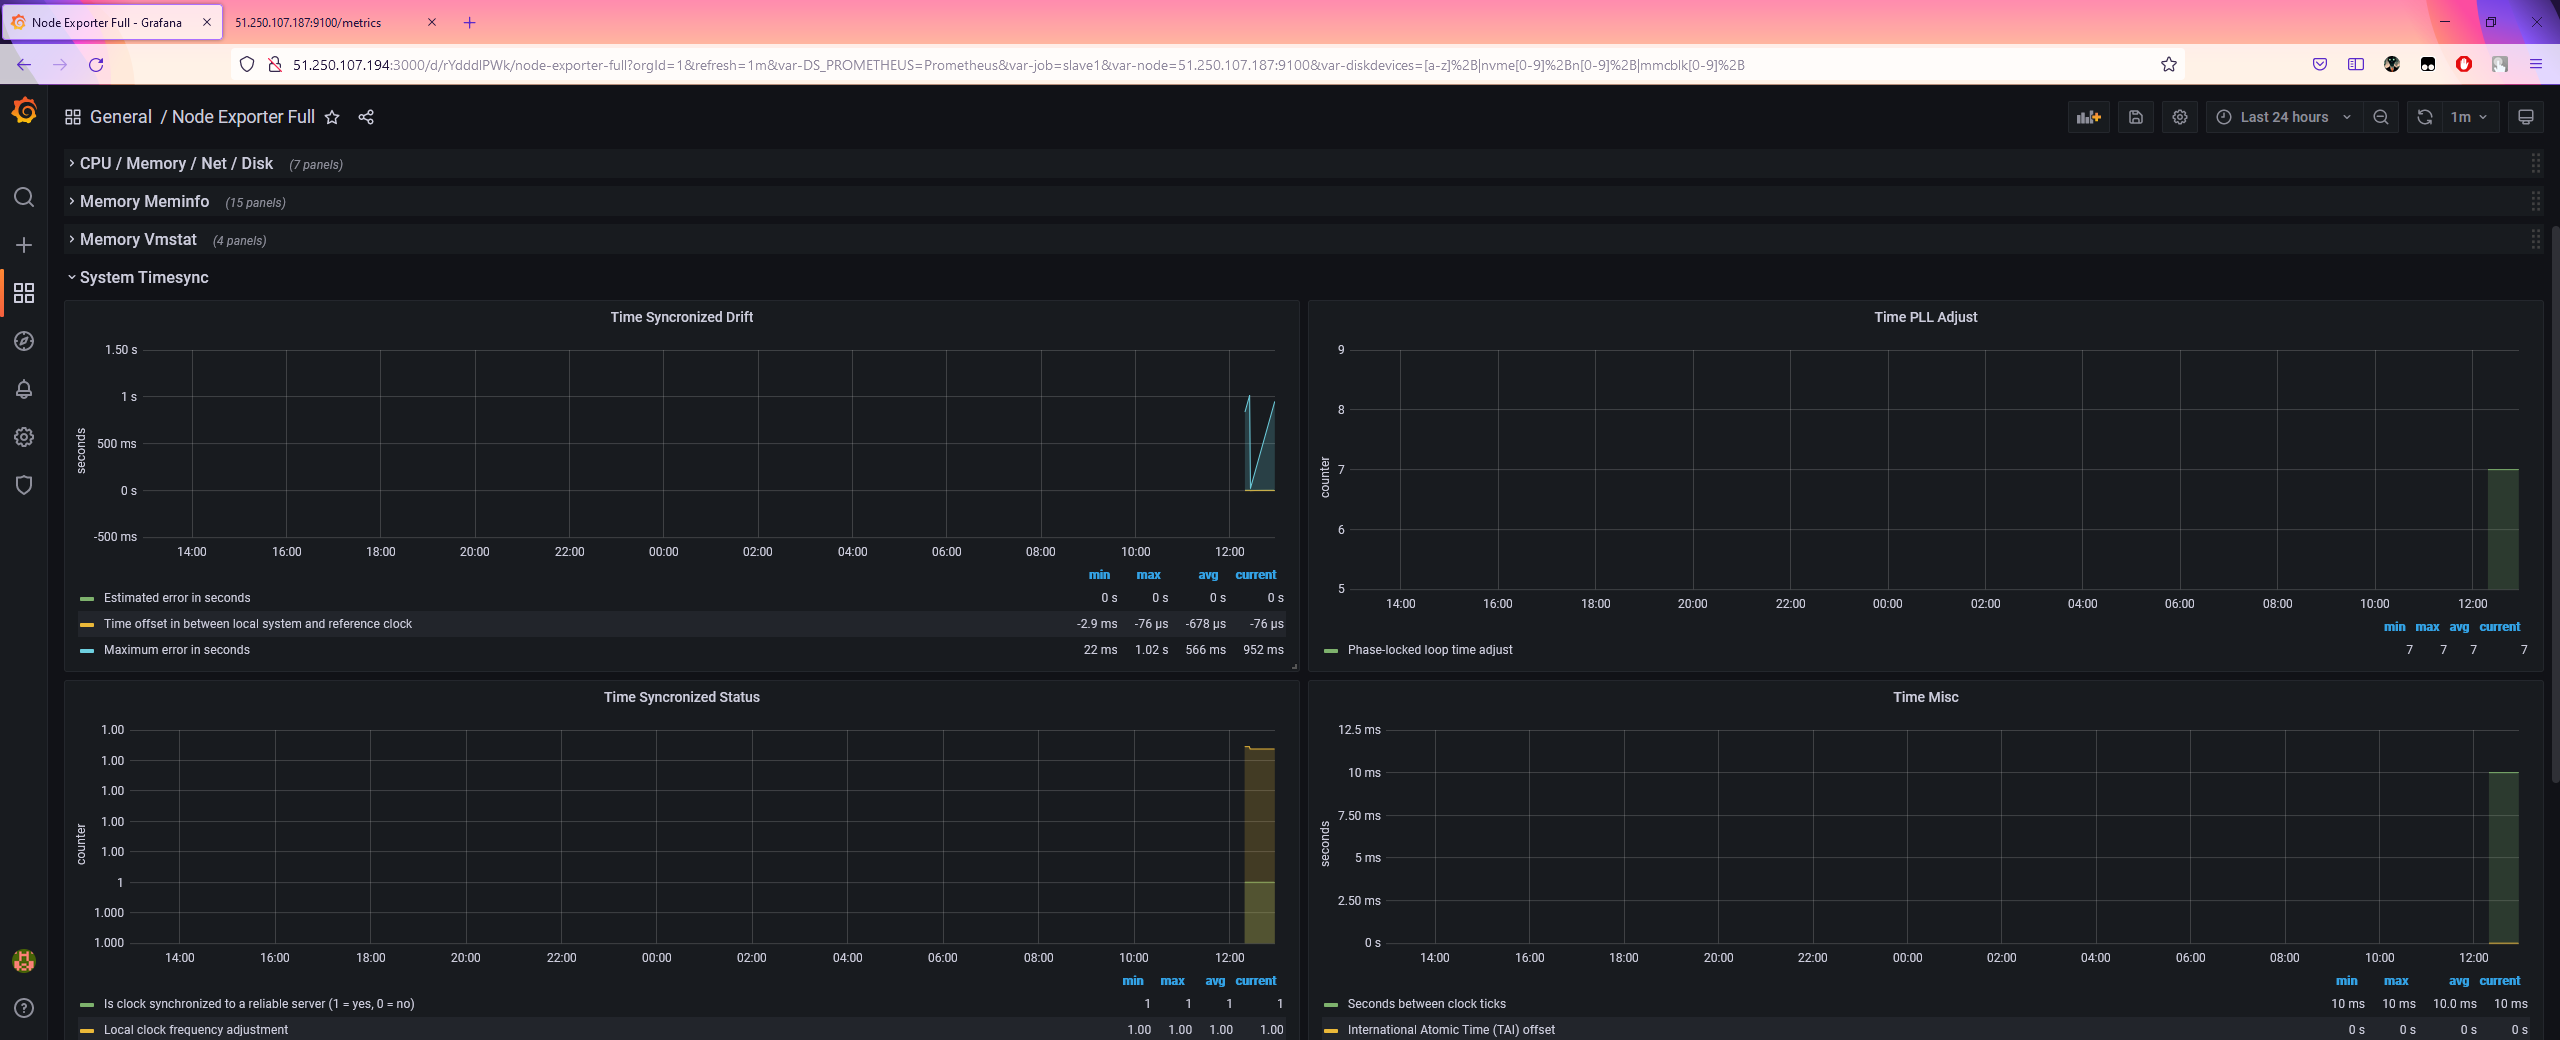 Node Exporter Full - Grafana
51.250.107.187:9100/metrics
51.250.107.194:3000/d/rYdddlPWk/node-exporter-full?orgId=1&refresh=1m&var-DS_PROMETHEUS=Prometheus&var-job=slave1&var-node=51.250.107.187:9100&var-diskdevices=[a-z]%2B|nvme[0-9]%2Bn[0-9]%2B|mmcblk[0-9]%2B
General / Node Exporter Full
Last 24 hours
1m
CPU / Memory / Net / Disk (7 panels)
Memory Meminfo (15 panels)
Memory Vmstat (4 panels)
System Timesync
Time Syncronized Drift
seconds
1.50 s
1 s
500 ms
0 s
-500 ms
14:00 16:00 18:00 20:00 22:00 00:00 02:00 04:00 06:00 08:00 10:00 12:00
min max avg current
Estimated error in seconds 0 s 0 s 0 s 0 s
Time offset in between local system and reference clock -2.9 ms -76 µs -678 µs -76 µs
Maximum error in seconds 22 ms 1.02 s 566 ms 952 ms
Time PLL Adjust
counter
9
8
7
6
5
14:00 16:00 18:00 20:00 22:00 00:00 02:00 04:00 06:00 08:00 10:00 12:00
min max avg current
Phase-locked loop time adjust 7 7 7 7
Time Syncronized Status
counter
1.00
1.00
1.00
1.00
1.00
1
1.000
1.000
14:00 16:00 18:00 20:00 22:00 00:00 02:00 04:00 06:00 08:00 10:00 12:00
min max avg current
Is clock synchronized to a reliable server (1 = yes, 0 = no) 1 1 1 1
Local clock frequency adjustment 1.00 1.00 1.00 1.00
Time Misc
seconds
12.5 ms
10 ms
7.50 ms
5 ms
2.50 ms
0 s
14:00 16:00 18:00 20:00 22:00 00:00 02:00 04:00 06:00 08:00 10:00 12:00
min max avg current
Seconds between clock ticks 10 ms 10 ms 10.0 ms 10 ms
International Atomic Time (TAI) offset 0 s 0 s 0 s 0 s